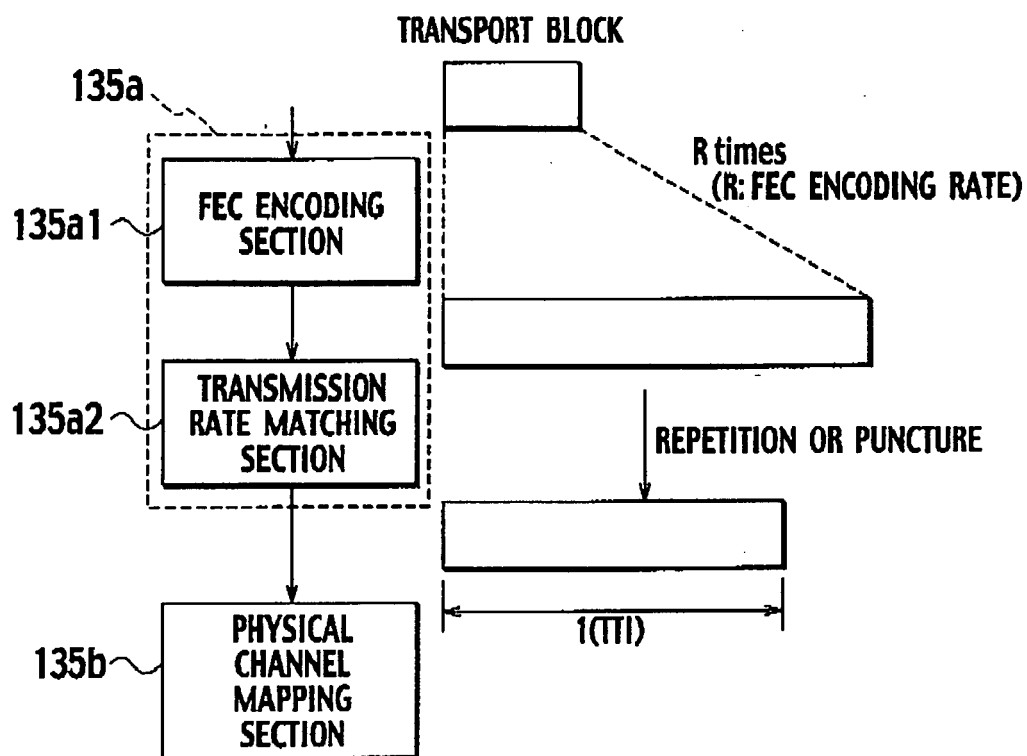 TRANSPORT BLOCK
135a
R times
(R: FEC ENCODING RATE)
135a1
FEC ENCODING
SECTION
135a2
TRANSMISSION
RATE MATCHING
SECTION
REPETITION OR PUNCTURE
1(TTI)
135b
PHYSICAL
CHANNEL
MAPPING
SECTION